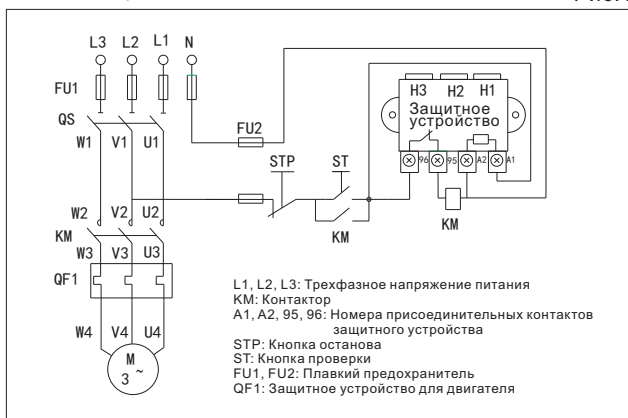 L3 L2 L1 N
FU1
QS
W1 V1 U1
FU2
STP
ST
H3 H2 H1
Защитное
устройство
96 95 A2 A1
KM
KM
W2 V2 U2
KM
W3 V3 U3
QF1
W4 V4 U4
M
3 ~
L1, L2, L3: Трехфазное напряжение питания
KM: Контактор
A1, A2, 95, 96: Номера присоединительных контактов
защитного устройства
STP: Кнопка останова
ST: Кнопка проверки
FU1, FU2: Плавкий предохранитель
QF1: Защитное устройство для двигателя